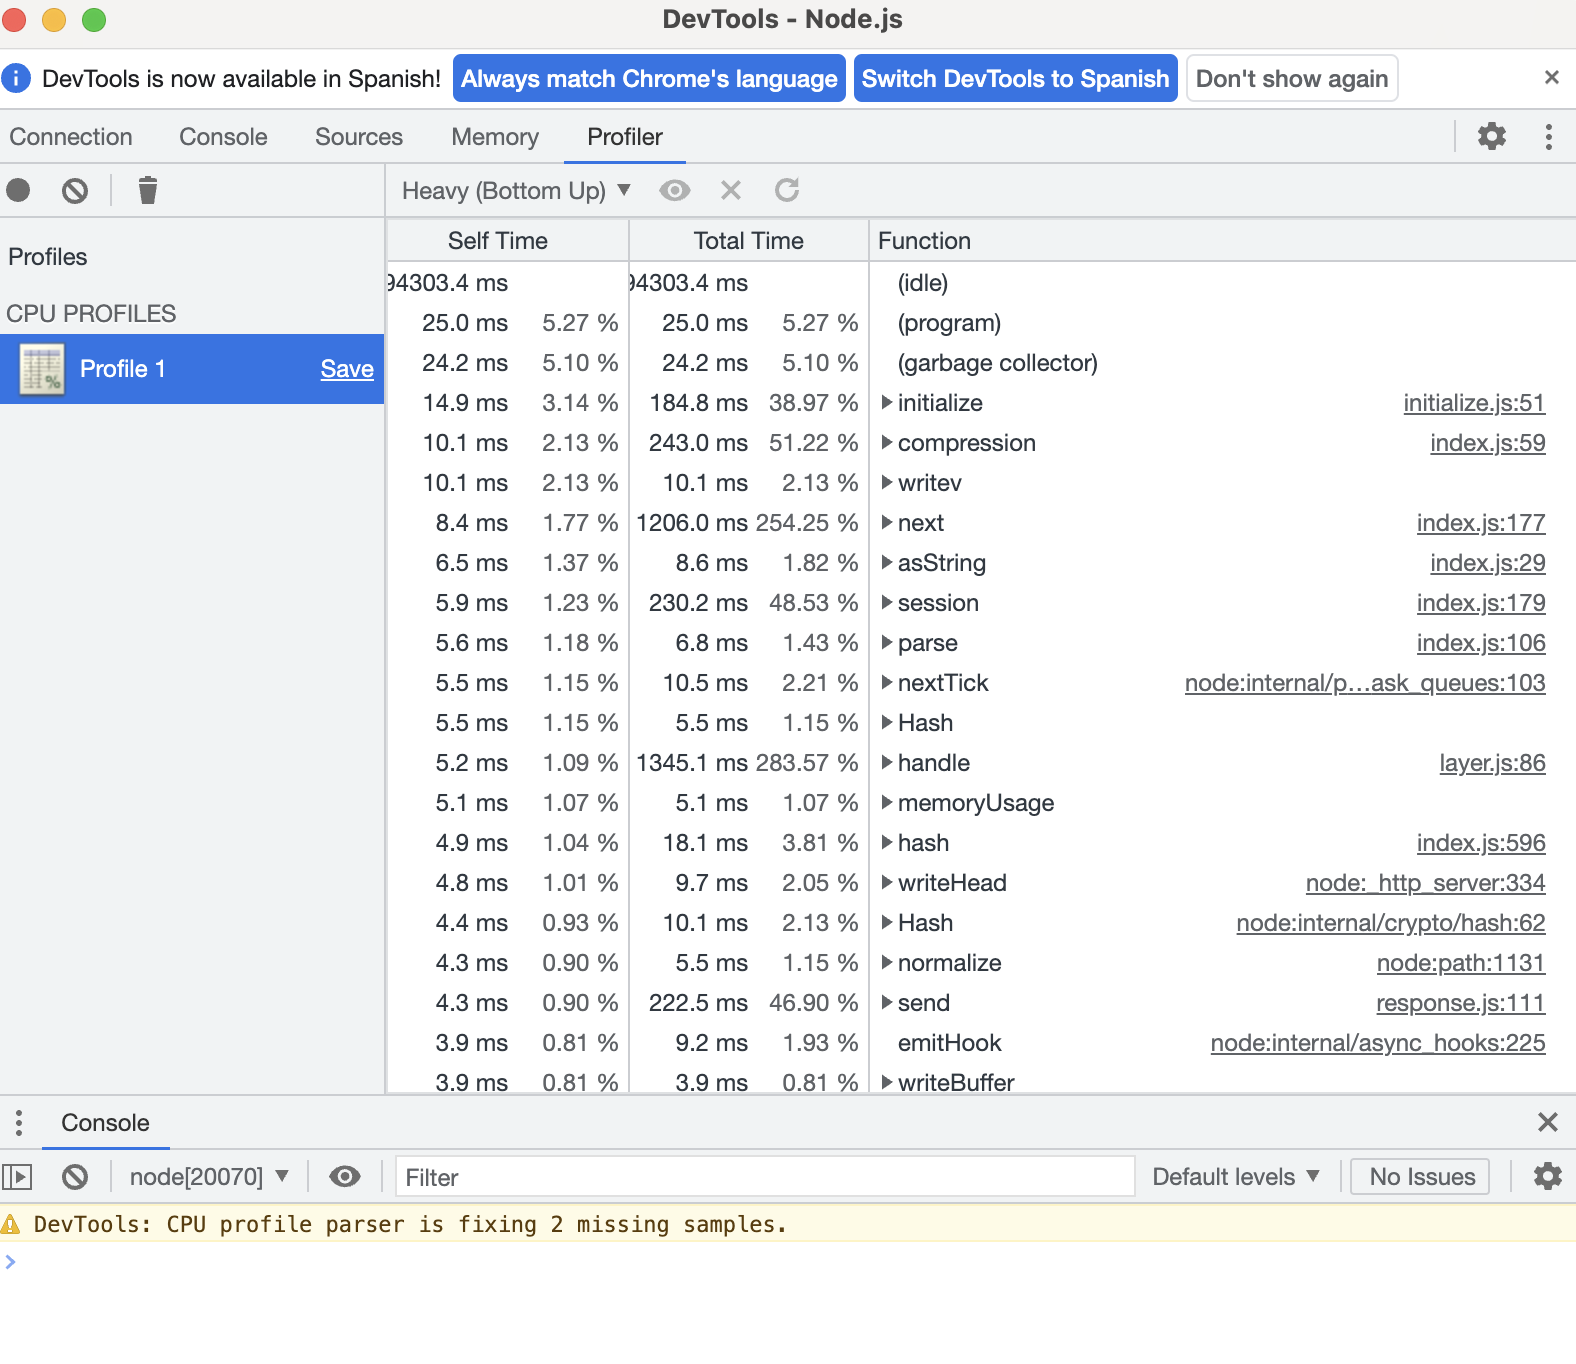 DevTools - Node.js
DevTools is now available in Spanish! Always match Chrome's language Switch DevTools to Spanish Don't show again
Connection Console Sources Memory Profiler
Heavy (Bottom Up)
Profiles
CPU PROFILES
Profile 1 Save
Self Time Total Time Function
94303.4 ms 94303.4 ms (idle)
25.0 ms 5.27 % 25.0 ms 5.27 % (program)
24.2 ms 5.10 % 24.2 ms 5.10 % (garbage collector)
14.9 ms 3.14 % 184.8 ms 38.97 % initialize initialize.js:51
10.1 ms 2.13 % 243.0 ms 51.22 % compression index.js:59
10.1 ms 2.13 % 10.1 ms 2.13 % writev
8.4 ms 1.77 % 1206.0 ms 254.25 % next index.js:177
6.5 ms 1.37 % 8.6 ms 1.82 % asString index.js:29
5.9 ms 1.23 % 230.2 ms 48.53 % session index.js:179
5.6 ms 1.18 % 6.8 ms 1.43 % parse index.js:106
5.5 ms 1.15 % 10.5 ms 2.21 % nextTick node:internal/p…ask_queues:103
5.5 ms 1.15 % 5.5 ms 1.15 % Hash
5.2 ms 1.09 % 1345.1 ms 283.57 % handle layer.js:86
5.1 ms 1.07 % 5.1 ms 1.07 % memoryUsage
4.9 ms 1.04 % 18.1 ms 3.81 % hash index.js:596
4.8 ms 1.01 % 9.7 ms 2.05 % writeHead node:_http_server:334
4.4 ms 0.93 % 10.1 ms 2.13 % Hash node:internal/crypto/hash:62
4.3 ms 0.90 % 5.5 ms 1.15 % normalize node:path:1131
4.3 ms 0.90 % 222.5 ms 46.90 % send response.js:111
3.9 ms 0.81 % 9.2 ms 1.93 % emitHook node:internal/async_hooks:225
3.9 ms 0.81 % 3.9 ms 0.81 % writeBuffer
Console
node[20070] Filter Default levels No Issues
DevTools: CPU profile parser is fixing 2 missing samples.